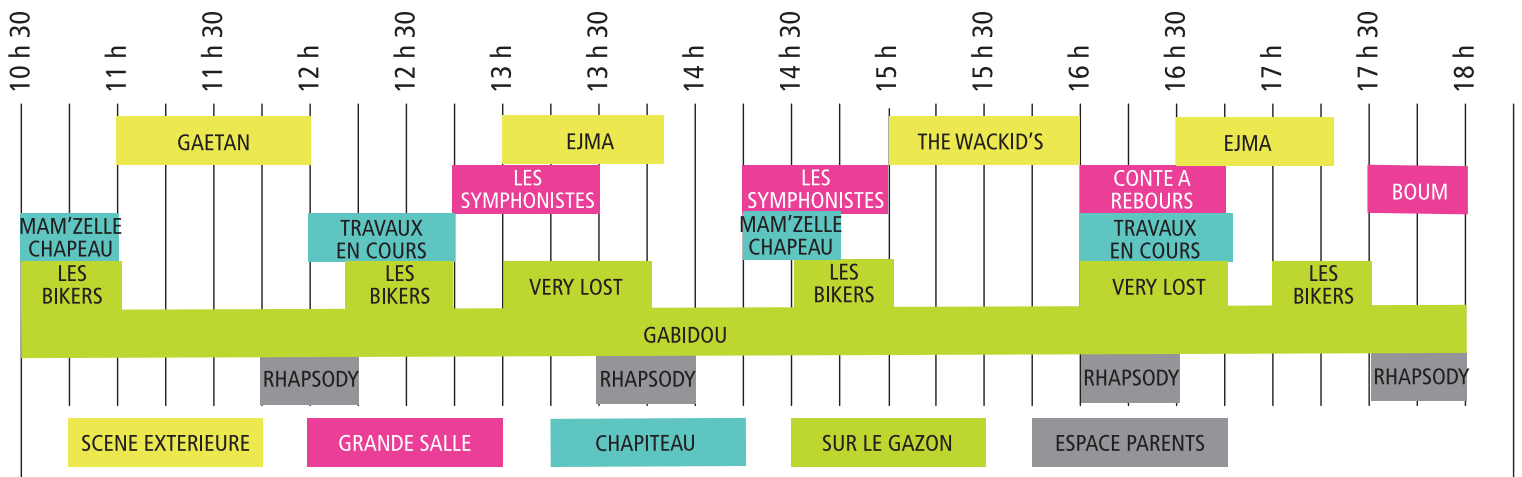 10 h 30
11 h
11 h 30
12 h
12 h 30
13 h
13 h 30
14 h
14 h 30
15 h
15 h 30
16 h
16 h 30
17 h
17 h 30
18 h
GAETAN
EJMA
THE WACKID'S
EJMA
LES
SYMPHONISTES
LES
SYMPHONISTES
CONTE A
REBOURS
BOUM
MAM'ZELLE
CHAPEAU
TRAVAUX
EN COURS
MAM'ZELLE
CHAPEAU
TRAVAUX
EN COURS
LES
BIKERS
LES
BIKERS
VERY LOST
LES
BIKERS
VERY LOST
LES
BIKERS
GABIDOU
RHAPSODY
RHAPSODY
RHAPSODY
RHAPSODY
SCENE EXTERIEURE
GRANDE SALLE
CHAPITEAU
SUR LE GAZON
ESPACE PARENTS